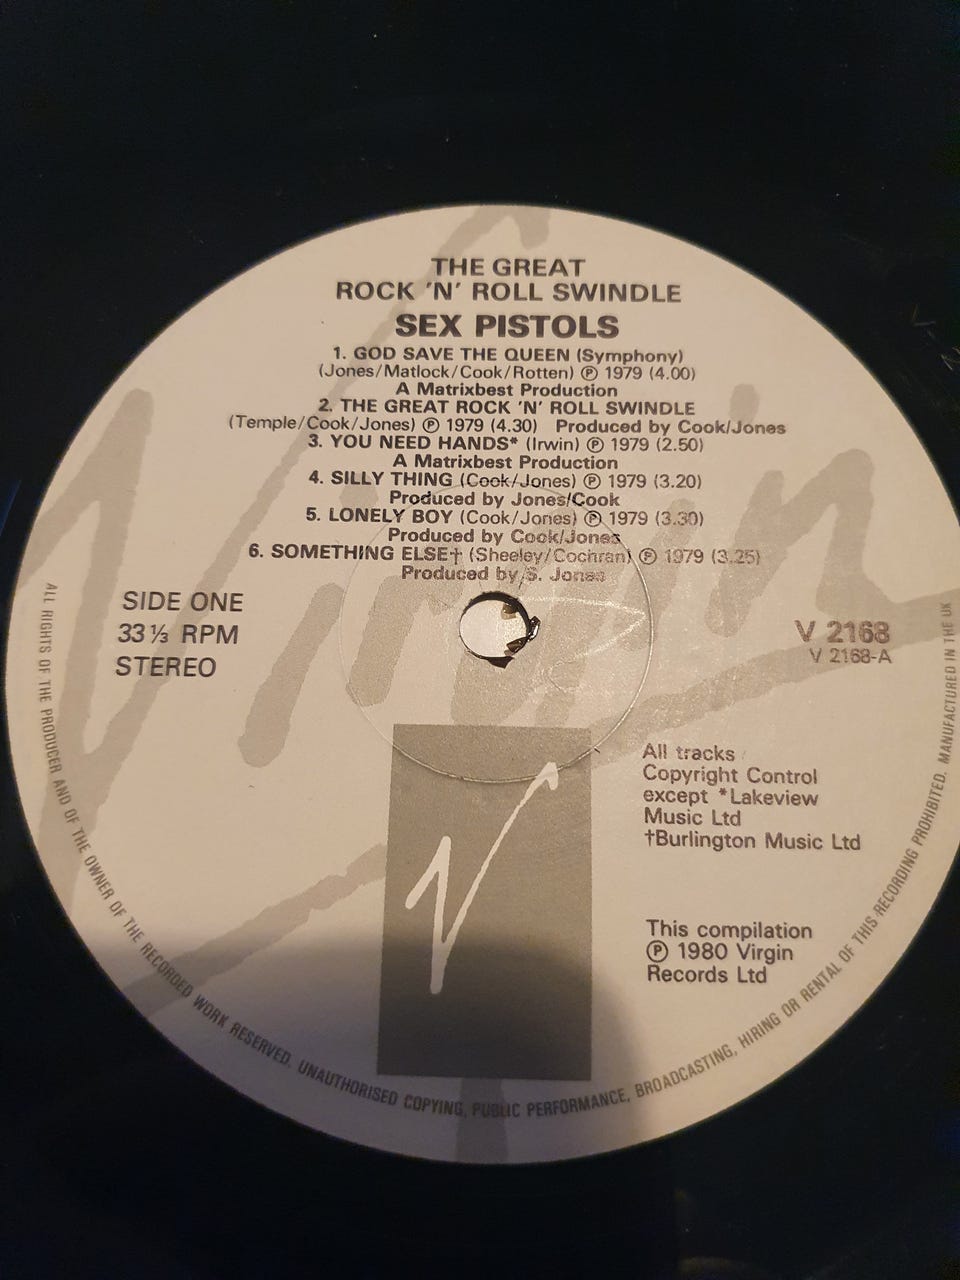 THE GREAT
ROCK 'N' ROLL SWINDLE
SEX PISTOLS
1. GOD SAVE THE QUEEN (Symphony)
(Jones/Matlock/Cook/Rotten) ℗ 1979 (4.00)
A Matrixbest Production
2. THE GREAT ROCK 'N' ROLL SWINDLE
(Temple/Cook/Jones) ℗ 1979 (4.30) Produced by Cook/Jones
3. YOU NEED HANDS* (Irwin) ℗ 1979 (2.50)
A Matrixbest Production
4. SILLY THING (Cook/Jones) ℗ 1979 (3.20)
Produced by Jones/Cook
5. LONELY BOY (Cook/Jones) ℗ 1979 (3.30)
Produced by Cook/Jones
6. SOMETHING ELSE† (Sheeley/Cochran) ℗ 1979 (3.25)
Produced by S. Jones
SIDE ONE
33⅓ RPM
STEREO
V 2168
V 2168-A
All tracks
Copyright Control
except *Lakeview
Music Ltd
†Burlington Music Ltd
This compilation
℗ 1980 Virgin
Records Ltd
Virgin
V
ALL RIGHTS OF THE PRODUCER AND OF THE OWNER OF THE RECORDED WORK RESERVED. UNAUTHORISED COPYING, PUBLIC PERFORMANCE, BROADCASTING, HIRING OR RENTAL OF THIS RECORDING PROHIBITED. MANUFACTURED IN THE UK